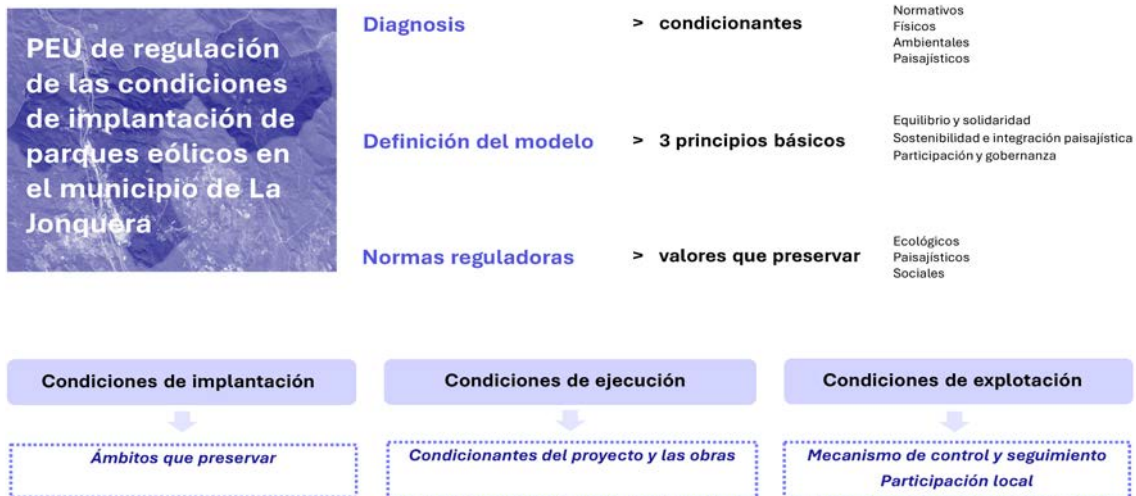 PEU de regulación
de las condiciones
de implantación de
parques eólicos en
el municipio de La
Jonquera
Diagnosis > condicionantes
Normativos
Físicos
Ambientales
Paisajísticos
Definición del modelo > 3 principios básicos
Equilibrio y solidaridad
Sostenibilidad e integración paisajística
Participación y gobernanza
Normas reguladoras > valores que preservar
Ecológicos
Paisajísticos
Sociales
Condiciones de implantación
Condiciones de ejecución
Condiciones de explotación
Ámbitos que preservar
Condicionantes del proyecto y las obras
Mecanismo de control y seguimiento
Participación local